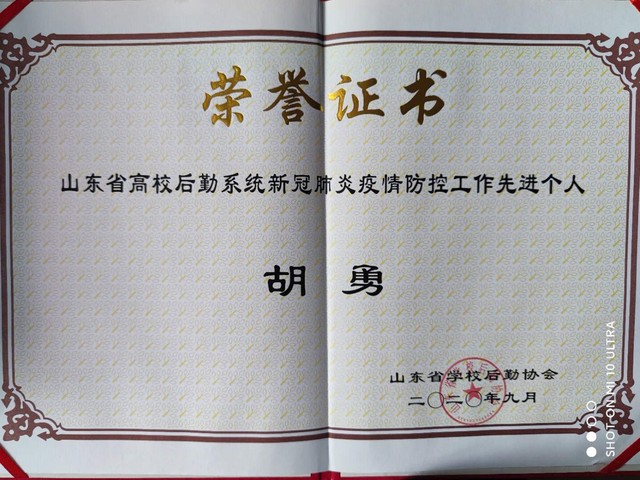 荣誉证书
山东省高校后勤系统新冠肺炎疫情防控工作先进个人
胡 勇
山东省学校后勤协会
二〇二〇年九月
SHOT ON MI 10 ULTRA